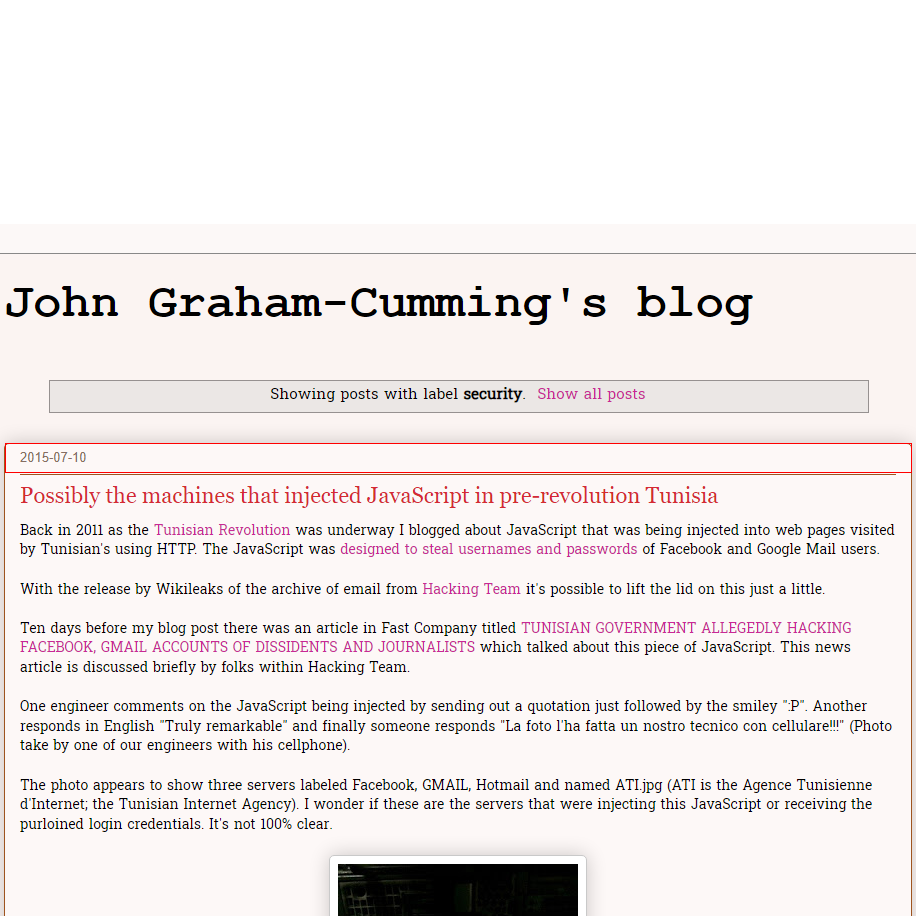 John Graham-Cumming's blog
Showing posts with label security. Show all posts
2015-07-10
Possibly the machines that injected JavaScript in pre-revolution Tunisia
Back in 2011 as the Tunisian Revolution was underway I blogged about JavaScript that was being injected into web pages visited
by Tunisian's using HTTP. The JavaScript was designed to steal usernames and passwords of Facebook and Google Mail users.
With the release by Wikileaks of the archive of email from Hacking Team it's possible to lift the lid on this just a little.
Ten days before my blog post there was an article in Fast Company titled TUNISIAN GOVERNMENT ALLEGEDLY HACKING
FACEBOOK, GMAIL ACCOUNTS OF DISSIDENTS AND JOURNALISTS which talked about this piece of JavaScript. This news
article is discussed briefly by folks within Hacking Team.
One engineer comments on the JavaScript being injected by sending out a quotation just followed by the smiley ":P". Another
responds in English "Truly remarkable" and finally someone responds "La foto l'ha fatta un nostro tecnico con cellulare!!!" (Photo
take by one of our engineers with his cellphone).
The photo appears to show three servers labeled Facebook, GMAIL, Hotmail and named ATI.jpg (ATI is the Agence Tunisienne
d'Internet; the Tunisian Internet Agency). I wonder if these are the servers that were injecting this JavaScript or receiving the
purloined login credentials. It's not 100% clear.